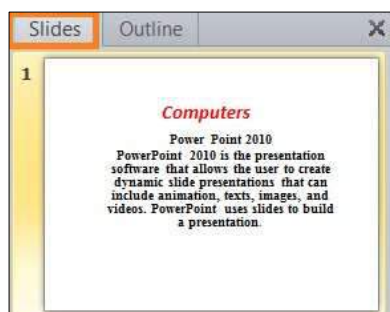 Slides Outline X
1
Computers
Power Point 2010
PowerPoint 2010 is the presentation
software that allows the user to create
dynamic slide presentations that can
include animation, texts, images, and
videos. PowerPoint uses slides to build
a presentation.